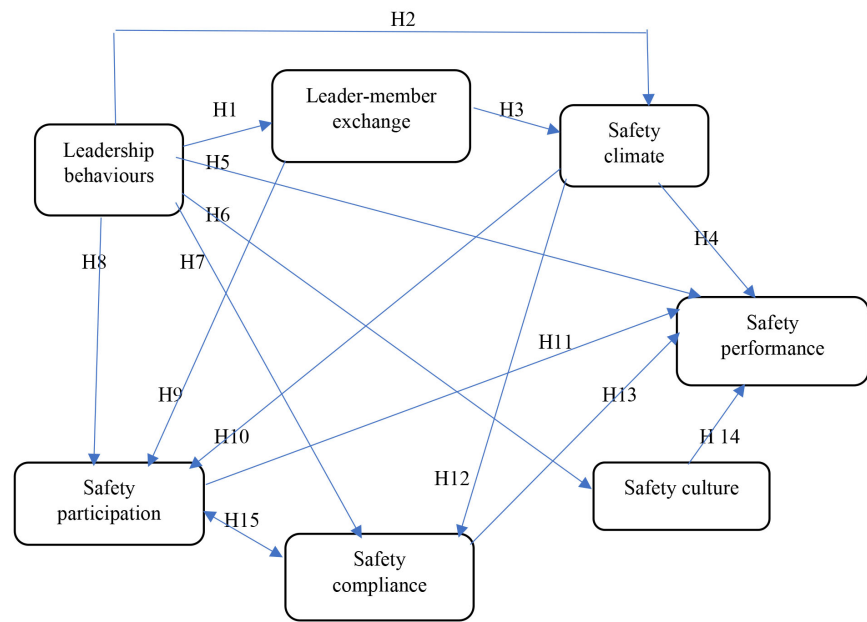 H2
Leader-member
exchange
H1
H3
Safety
climate
Leadership
behaviours
H5
H6
H4
H8
H7
Safety
performance
H11
H9
H13
H10
H 14
H12
Safety
participation
Safety culture
H15
Safety
compliance